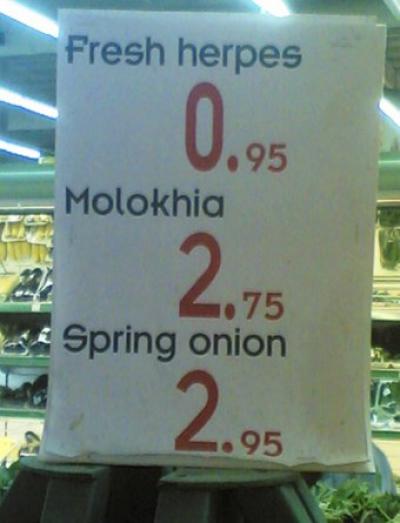 Fresh herpes
0.95
Molokhia
2.75
Spring onion
2.95